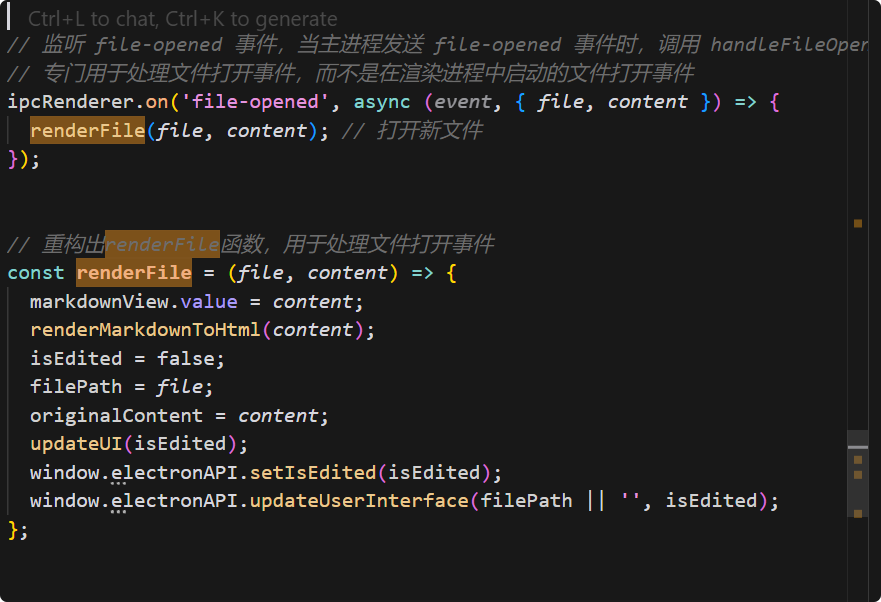 Ctrl+L to chat, Ctrl+K to generate
// 监听 file-opened 事件，当主进程发送 file-opened 事件时，调用 handleFileOper
// 专门用于处理文件打开事件，而不是在渲染进程中启动的文件打开事件
ipcRenderer.on('file-opened', async (event, { file, content }) => {
  renderFile(file, content); // 打开新文件
});
// 重构出renderFile函数，用于处理文件打开事件
const renderFile = (file, content) => {
  markdownView.value = content;
  renderMarkdownToHtml(content);
  isEdited = false;
  filePath = file;
  originalContent = content;
  updateUI(isEdited);
  window.electronAPI.setIsEdited(isEdited);
  window.electronAPI.updateUserInterface(filePath || '', isEdited);
};